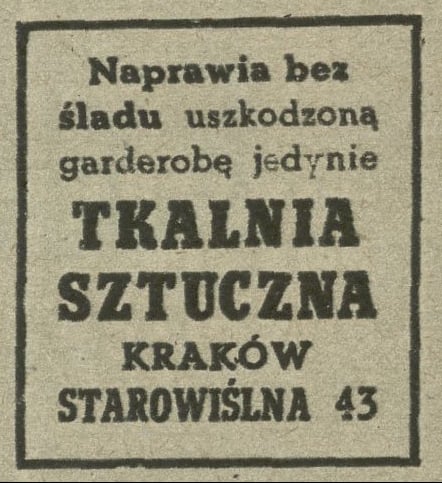 Naprawia bez
śladu uszkodzoną
garderobę jedynie
TKALNIA
SZTUCZNA
KRAKÓW
STAROWIŚLNA 43